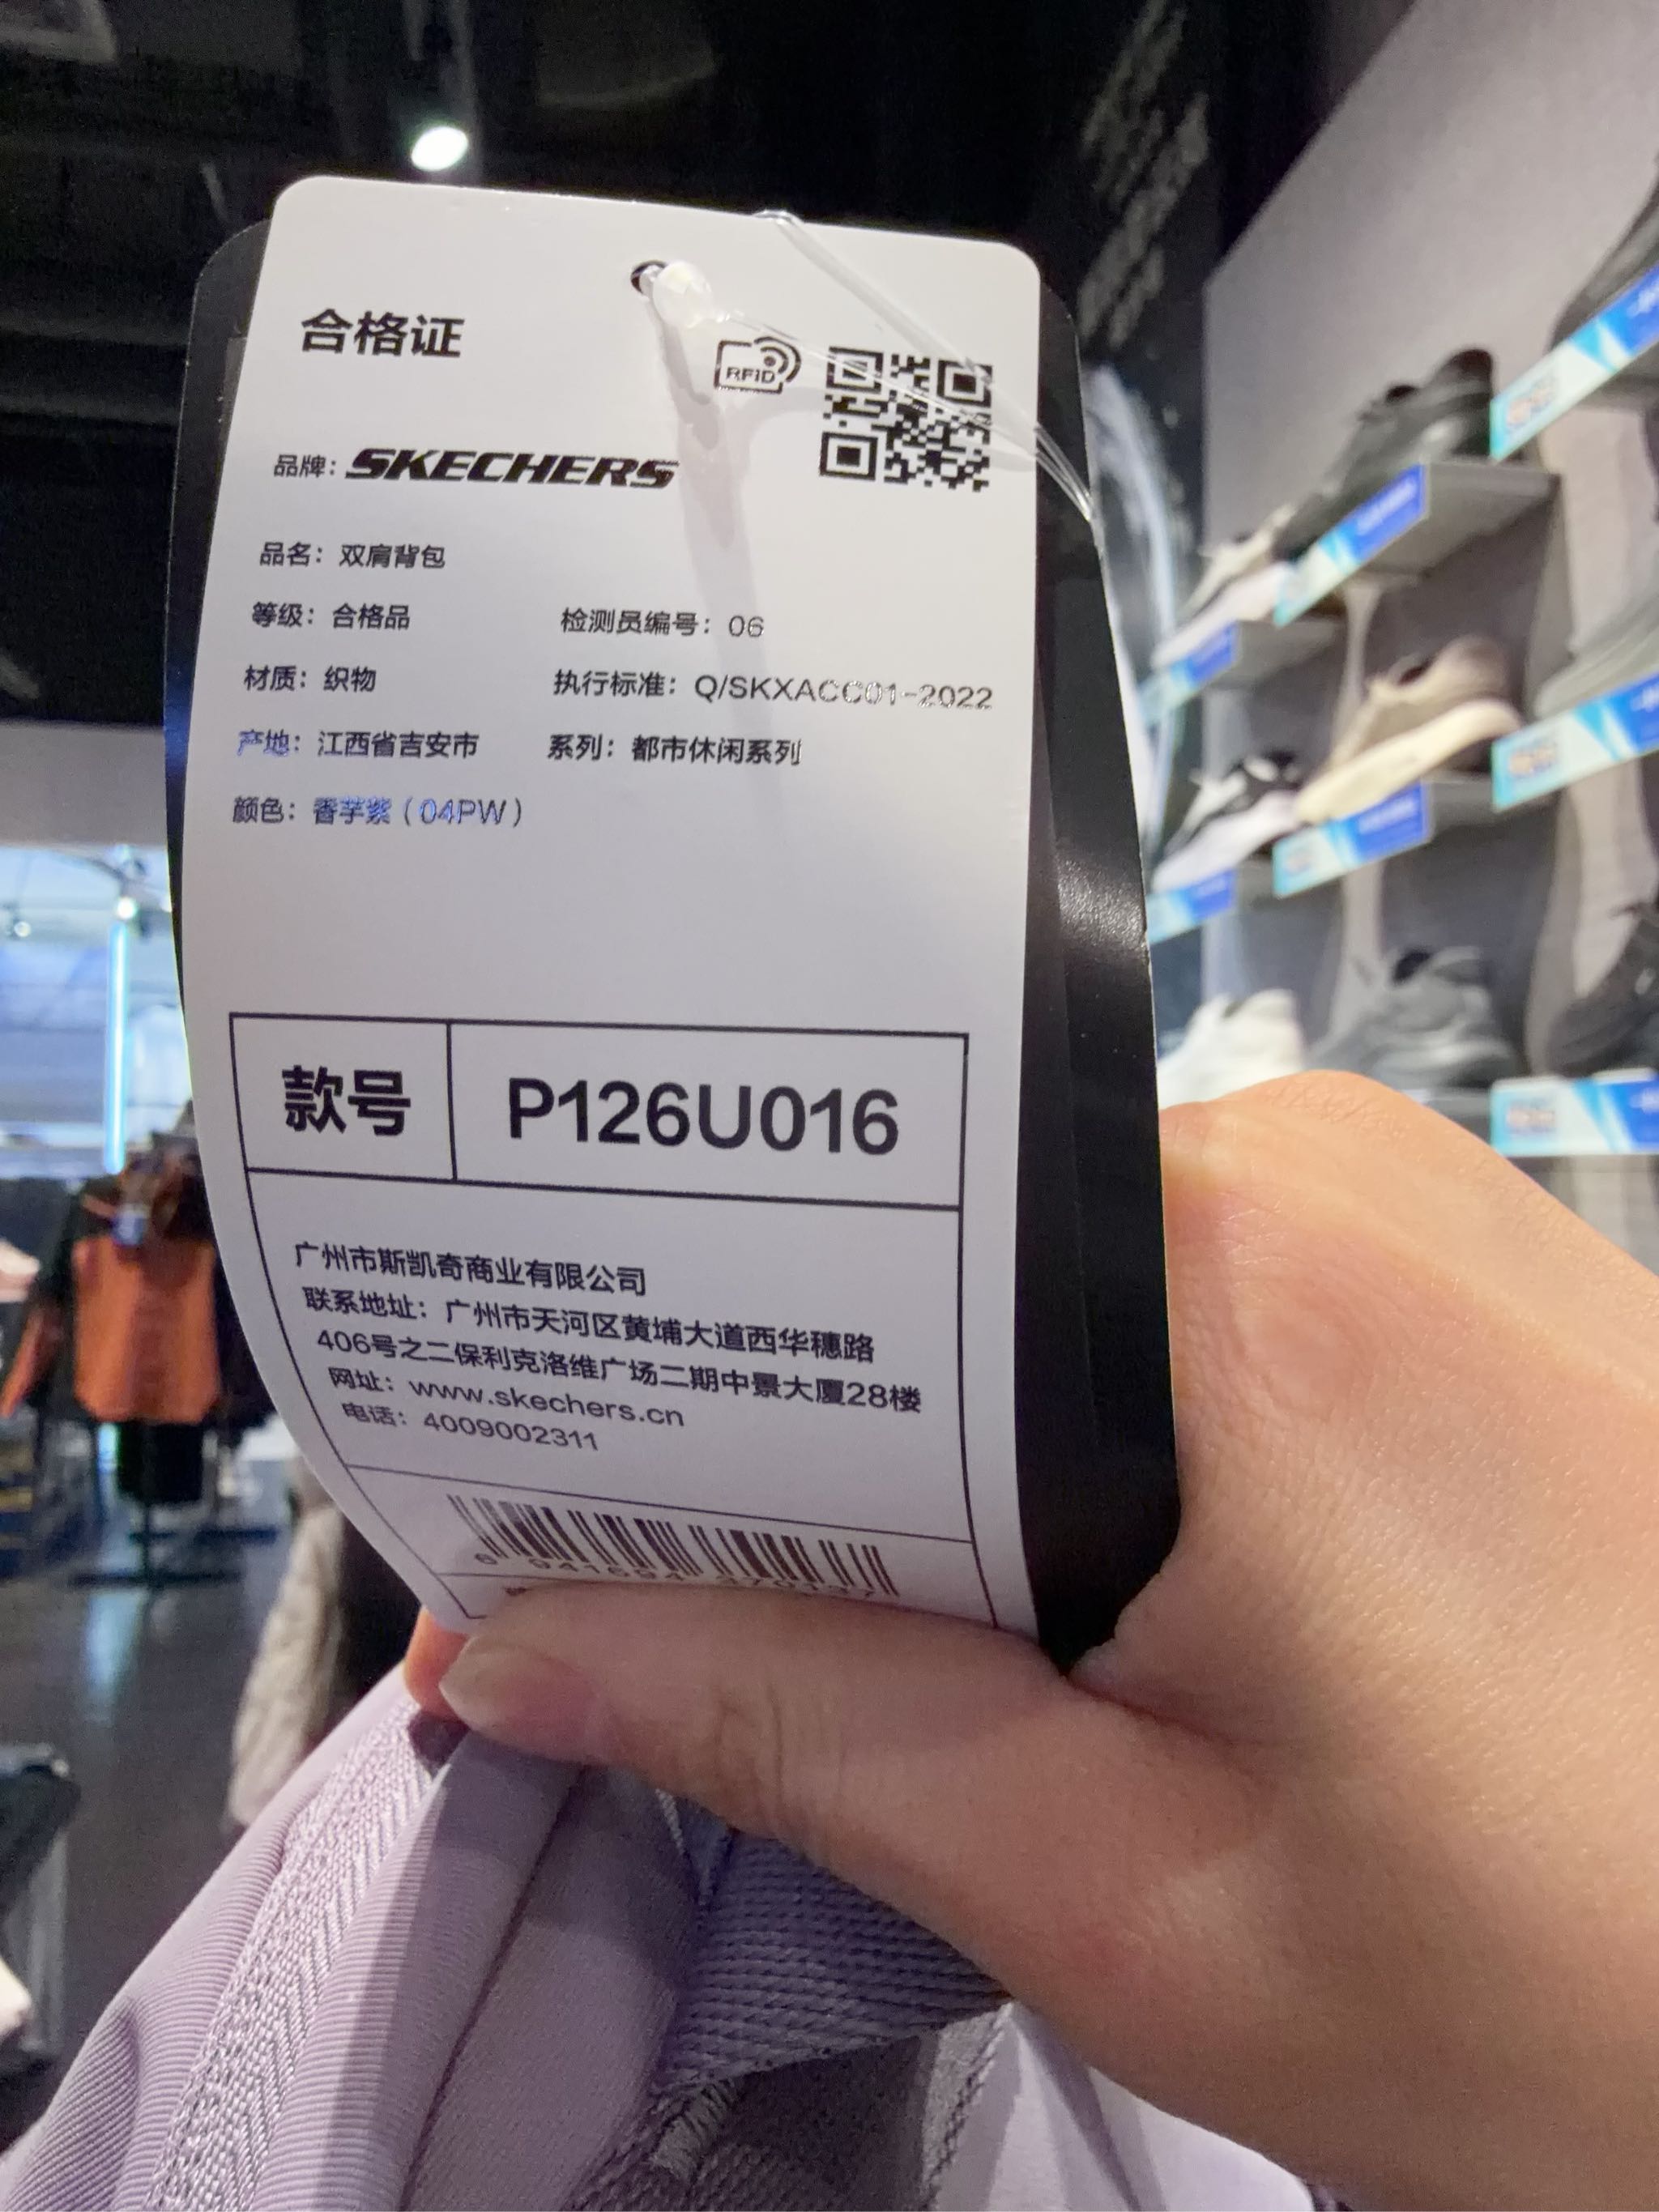 合格证
RFID
品牌: SKECHERS
品名: 双肩背包
等级: 合格品 检测员编号: 06
材质: 织物 执行标准: Q/SKXACC01-2022
产地: 江西省吉安市 系列: 都市休闲系列
颜色: 香芋紫(04PW)
款号 P126U016
广州市斯凯奇商业有限公司
联系地址: 广州市天河区黄埔大道西华穗路
406号之二保利克洛维广场二期中景大厦28楼
网址: www.skechers.cn
电话: 4009002311